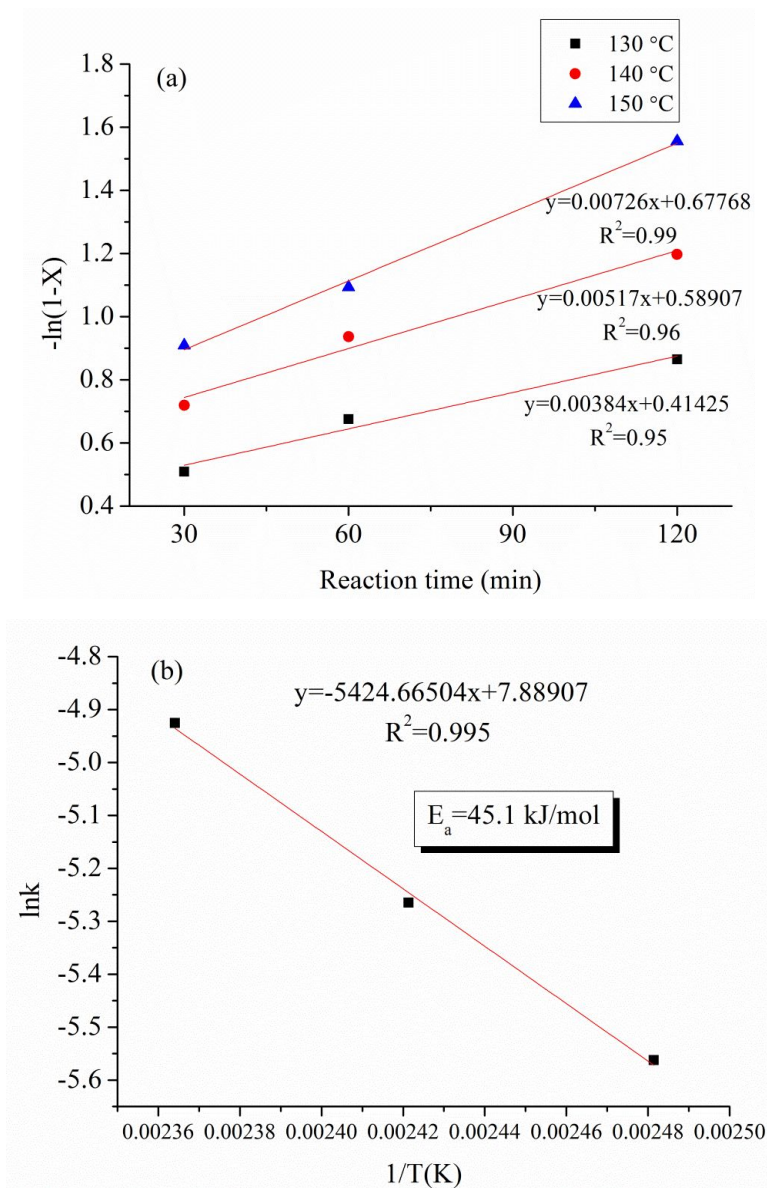 130 °C
140 °C
150 °C
(a)
1.8
1.6
1.4
1.2
1.0
0.8
0.6
0.4
-ln(1-X)
y=0.00726x+0.67768
R²=0.99
y=0.00517x+0.58907
R²=0.96
y=0.00384x+0.41425
R²=0.95
30 60 90 120
Reaction time (min)
(b)
-4.8
-4.9
-5.0
-5.1
-5.2
-5.3
-5.4
-5.5
-5.6
lnk
y=-5424.66504x+7.88907
R²=0.995
Eₐ=45.1 kJ/mol
0.00236 0.00238 0.00240 0.00242 0.00244 0.00246 0.00248 0.00250
1/T(K)